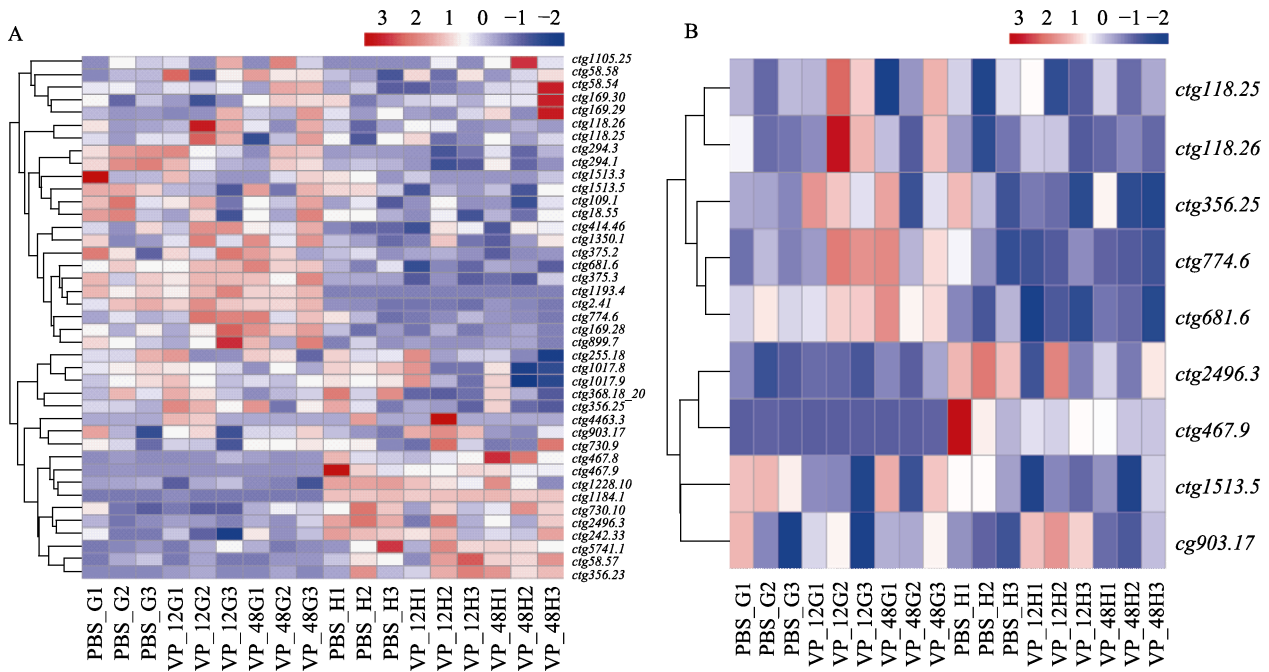 A
3 2 1 0 −1 −2
ctg1105.25
ctg58.58
ctg58.54
ctg169.30
ctg169.29
ctg118.26
ctg118.25
ctg294.3
ctg294.1
ctg1513.3
ctg1513.5
ctg109.1
ctg18.55
ctg414.46
ctg1350.1
ctg375.2
ctg681.6
ctg375.3
ctg1193.4
ctg2.41
ctg774.6
ctg169.28
ctg899.7
ctg255.18
ctg1017.8
ctg1017.9
ctg368.18_20
ctg356.25
ctg4463.3
ctg903.17
ctg730.9
ctg467.8
ctg467.9
ctg1228.10
ctg1184.1
ctg730.10
ctg2496.3
ctg242.33
ctg5741.1
ctg58.57
ctg356.23
PBS_G1
PBS_G2
PBS_G3
VP_12G1
VP_12G2
VP_12G3
VP_48G1
VP_48G2
VP_48G3
PBS_H1
PBS_H2
PBS_H3
VP_12H1
VP_12H2
VP_12H3
VP_48H1
VP_48H2
VP_48H3
B
3 2 1 0 −1 −2
ctg118.25
ctg118.26
ctg356.25
ctg774.6
ctg681.6
ctg2496.3
ctg467.9
ctg1513.5
cg903.17
PBS_G1
PBS_G2
PBS_G3
VP_12G1
VP_12G2
VP_12G3
VP_48G1
VP_48G2
VP_48G3
PBS_H1
PBS_H2
PBS_H3
VP_12H1
VP_12H2
VP_12H3
VP_48H1
VP_48H2
VP_48H3